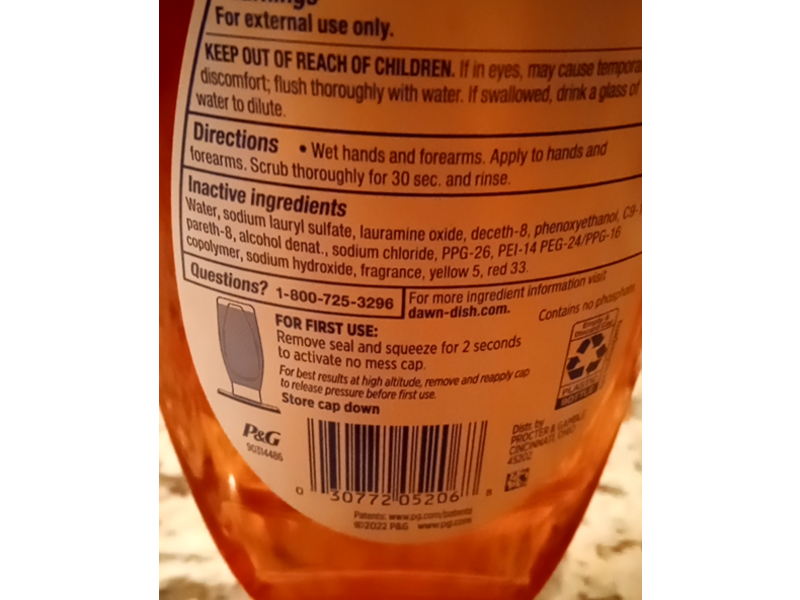 For external use only.
KEEP OUT OF REACH OF CHILDREN. If in eyes, may cause
discomfort; flush thoroughly with water. If swallowed, drink a glass of
water to dilute.
Directions • Wet hands and forearms. Apply to hands and
forearms. Scrub thoroughly for 30 sec. and rinse.
Inactive ingredients
Water, sodium lauryl sulfate, lauramine oxide, deceth-8, phenoxyethanol,
pareth-8, alcohol denat., sodium chloride, PPG-26, PEI-14 PEG-24/PPG-16
copolymer, sodium hydroxide, fragrance, yellow 5, red 33.
Questions? 1-800-725-3296
For more ingredient information visit
dawn-dish.com.
Contains no
FOR FIRST USE:
Remove seal and squeeze for 2 seconds
to activate no mess cap.
For best results at high altitude, remove and reapply cap
to release pressure before first use.
Store cap down
PLASTIC
BOTTLE
P&G
90314486
Distr. by
PROCTER & GAMBLE
CINCINNATI, OHIO
45202
0 30772 05206 8
Patents: www.pg.com/patents
©2022 P&G www.pg.com